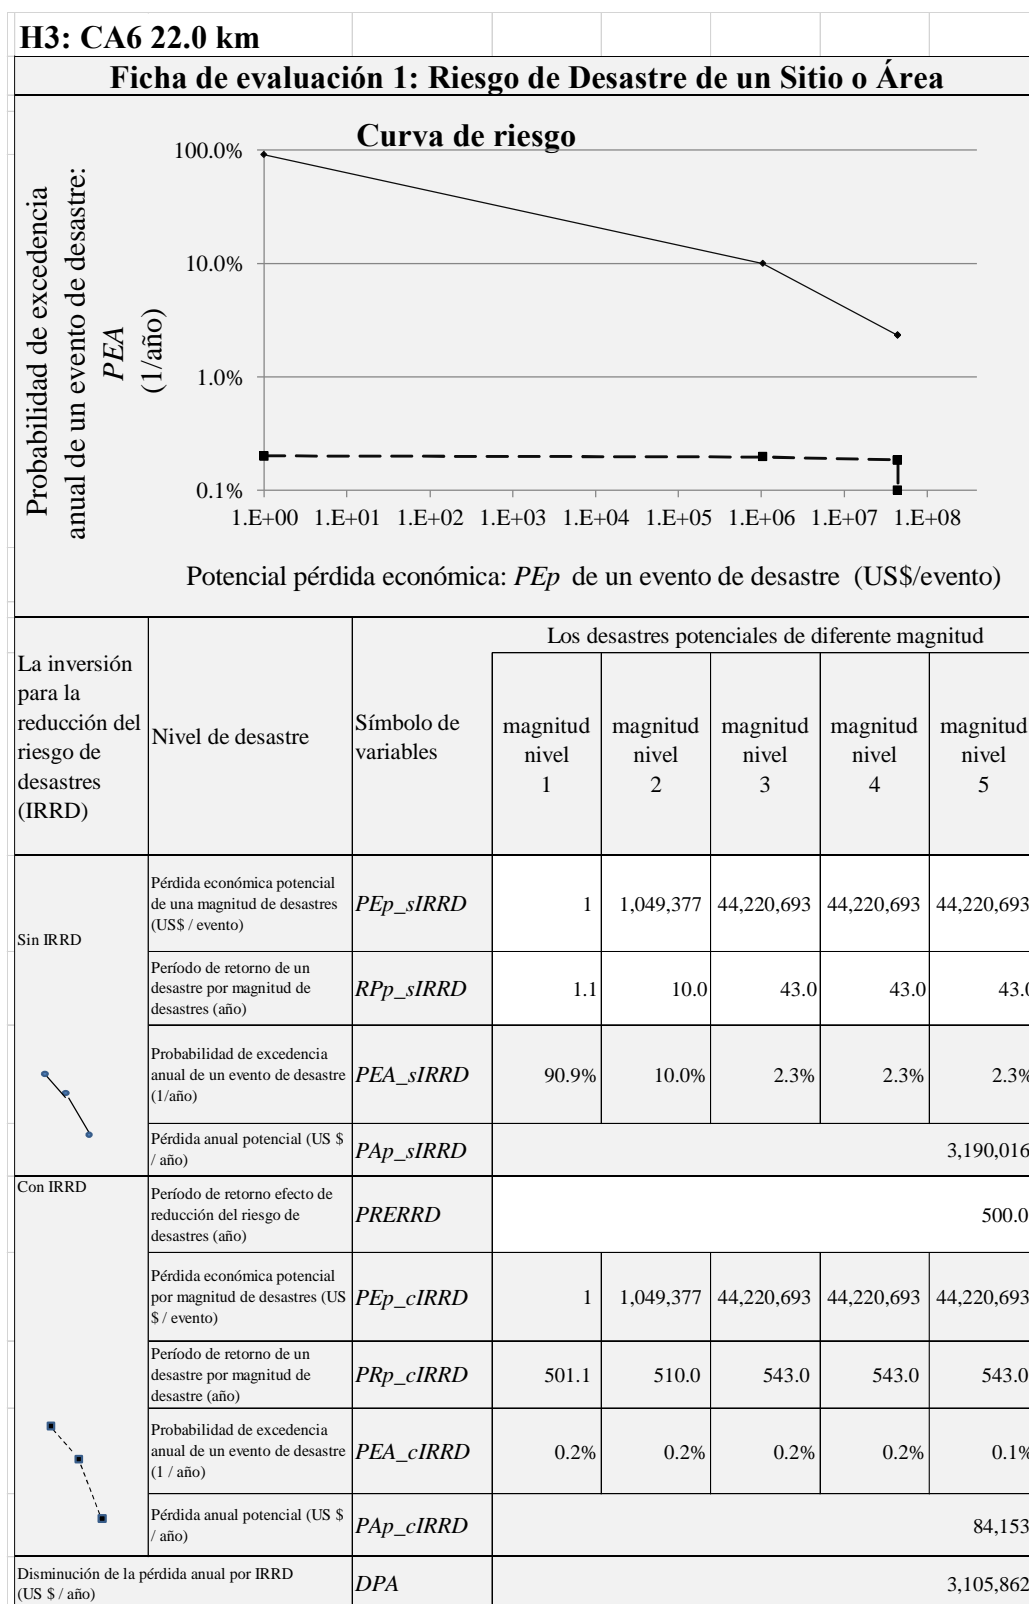 H3: CA6 22.0 km
Ficha de evaluación 1: Riesgo de Desastre de un Sitio o Área
Curva de riesgo
Probabilidad de excedencia
anual de un evento de desastre:
PEA
(1/año)
100.0%
10.0%
1.0%
0.1%
1.E+00 1.E+01 1.E+02 1.E+03 1.E+04 1.E+05 1.E+06 1.E+07 1.E+08
Potencial pérdida económica: PEp de un evento de desastre (US$/evento)
La inversión
para la
reducción del
riesgo de
desastres
(IRRD)
Nivel de desastre
Símbolo de
variables
Los desastres potenciales de diferente magnitud
magnitud
nivel
1
magnitud
nivel
2
magnitud
nivel
3
magnitud
nivel
4
magnitud
nivel
5
Sin IRRD
Pérdida económica potencial
de una magnitud de desastres
(US$ / evento)
PEp_sIRRD
1 1,049,377 44,220,693 44,220,693 44,220,693
Período de retorno de un
desastre por magnitud de
desastres (año)
RPp_sIRRD
1.1 10.0 43.0 43.0 43.0
Probabilidad de excedencia
anual de un evento de desastre
(1/año)
PEA_sIRRD
90.9% 10.0% 2.3% 2.3% 2.3%
Pérdida anual potencial (US $
/ año)
PAp_sIRRD
3,190,016
Con IRRD
Período de retorno efecto de
reducción del riesgo de
desastres (año)
PRERRD
500.0
Pérdida económica potencial
por magnitud de desastres (US
$ / evento)
PEp_cIRRD
1 1,049,377 44,220,693 44,220,693 44,220,693
Período de retorno de un
desastre por magnitud de
desastre (año)
PRp_cIRRD
501.1 510.0 543.0 543.0 543.0
Probabilidad de excedencia
anual de un evento de desastre
(1 / año)
PEA_cIRRD
0.2% 0.2% 0.2% 0.2% 0.1%
Pérdida anual potencial (US $
/ año)
PAp_cIRRD
84,153
Disminución de la pérdida anual por IRRD
(US $ / año)
DPA
3,105,862